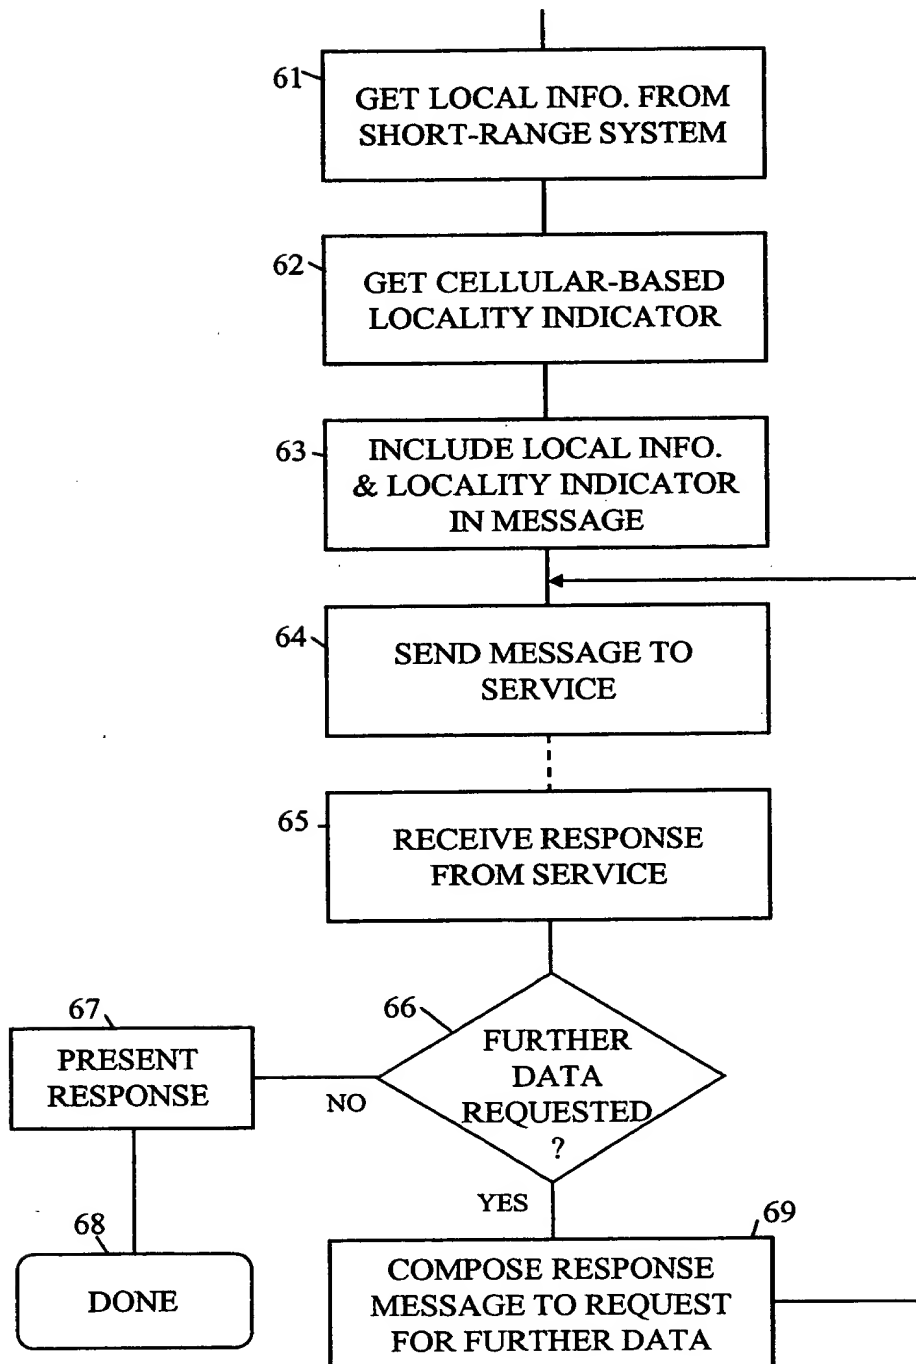 61
GET LOCAL INFO. FROM
SHORT-RANGE SYSTEM
62
GET CELLULAR-BASED
LOCALITY INDICATOR
63
INCLUDE LOCAL INFO.
& LOCALITY INDICATOR
IN MESSAGE
64
SEND MESSAGE TO
SERVICE
65
RECEIVE RESPONSE
FROM SERVICE
66
FURTHER
DATA
REQUESTED
?
NO
67
PRESENT
RESPONSE
68
DONE
YES
69
COMPOSE RESPONSE
MESSAGE TO REQUEST
FOR FURTHER DATA